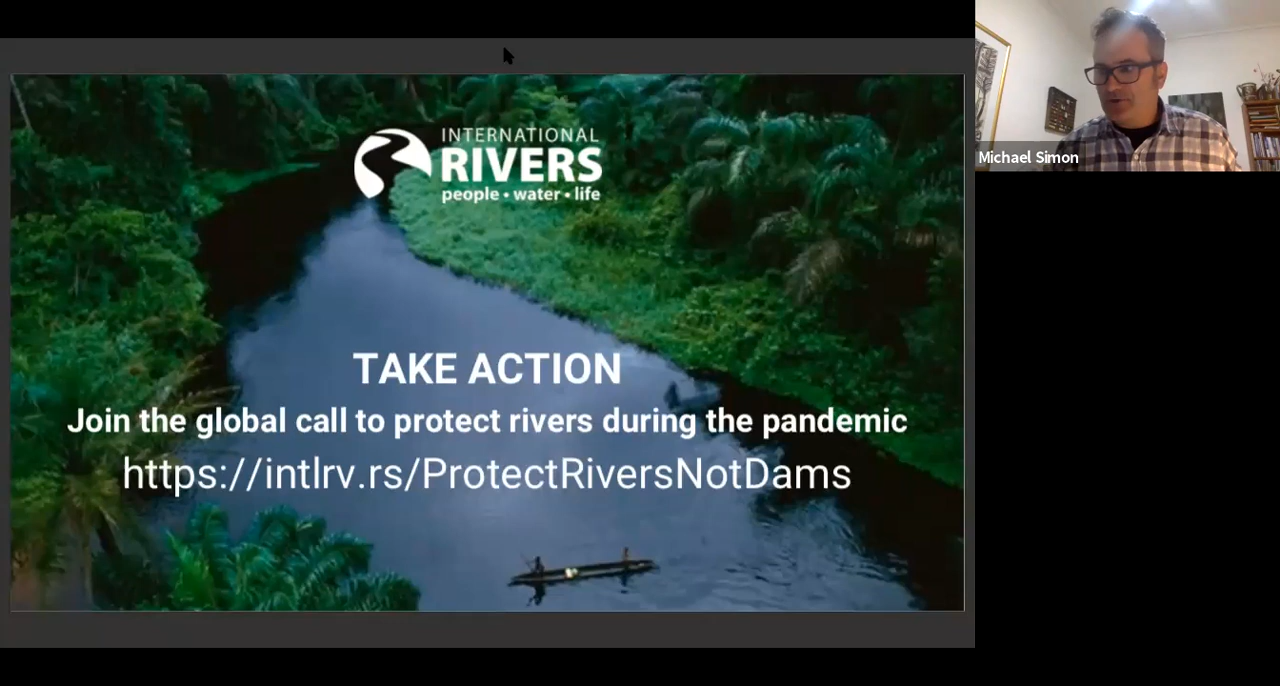 INTERNATIONAL
RIVERS
people • water • life
TAKE ACTION
Join the global call to protect rivers during the pandemic
https://intlrv.rs/ProtectRiversNotDams
Michael Simon